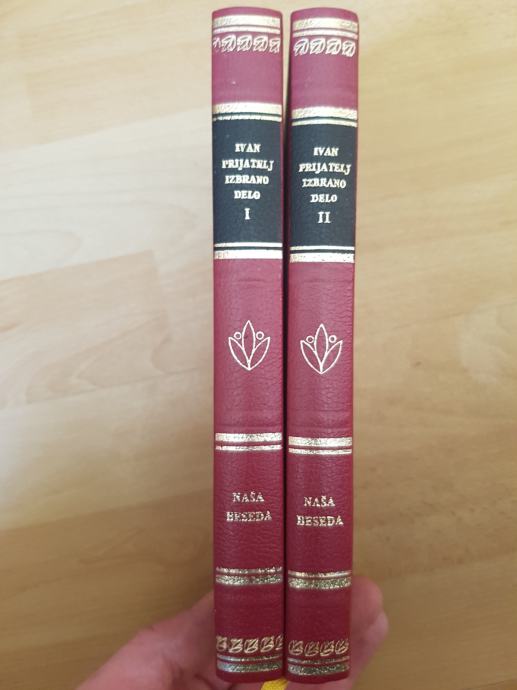 IVAN
PRIJATELJ
IZBRANO
DELO
I
NAŠA
BESEDA
IVAN
PRIJATELJ
IZBRANO
DELO
II
NAŠA
BESEDA